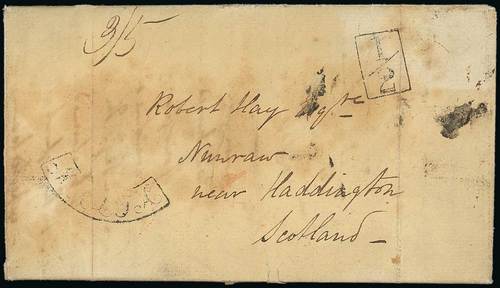 3/5
1/2
Robert Hay Esqre
Nunraw
near Haddington
Scotland